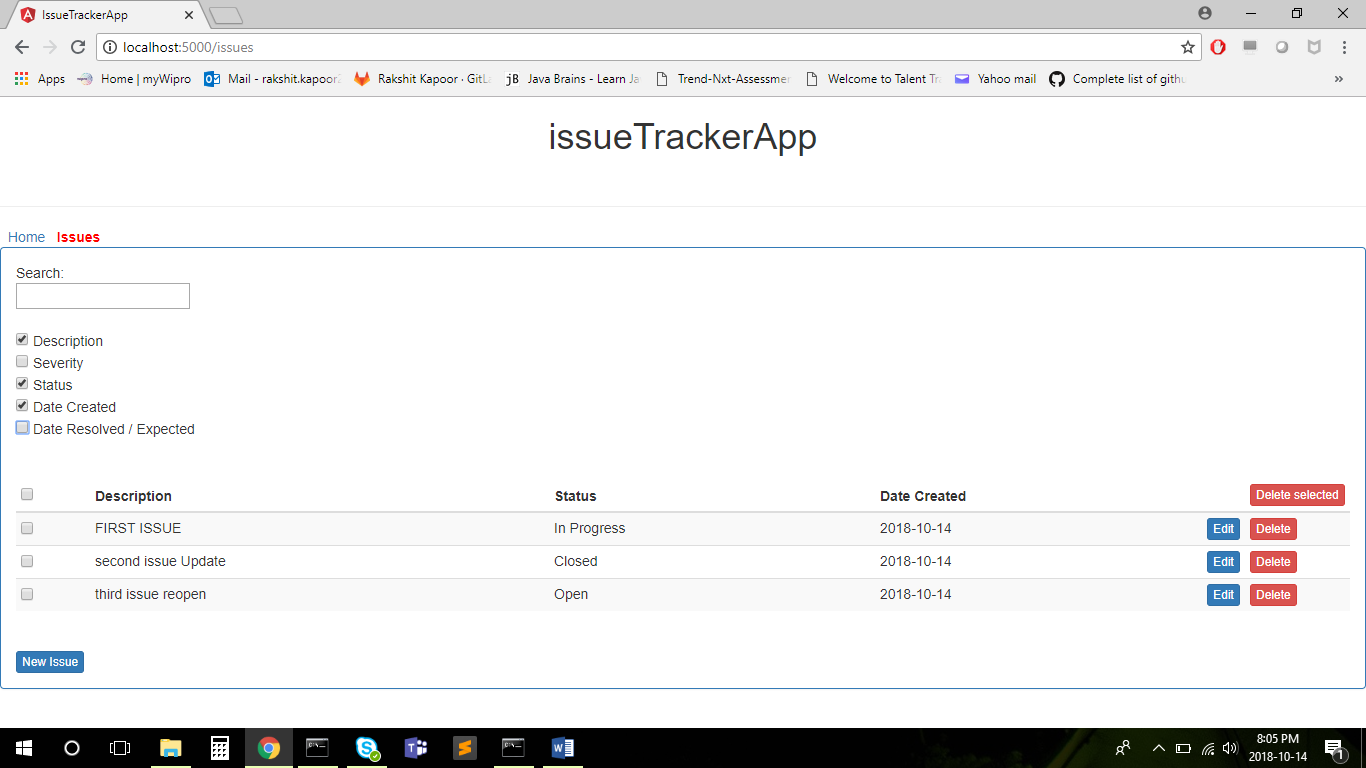 IssueTrackerApp
localhost:5000/issues
Apps Home | myWipro Mail - rakshit.kapoor Rakshit Kapoor · GitL jB Java Brains - Learn Ja Trend-Nxt-Assessmen Welcome to Talent Tr Yahoo mail Complete list of githu »
issueTrackerApp
Home Issues
Search:
Description
Severity
Status
Date Created
Date Resolved / Expected
Description Status Date Created Delete selected
FIRST ISSUE In Progress 2018-10-14 Edit Delete
second issue Update Closed 2018-10-14 Edit Delete
third issue reopen Open 2018-10-14 Edit Delete
New Issue
8:05 PM
2018-10-14
1